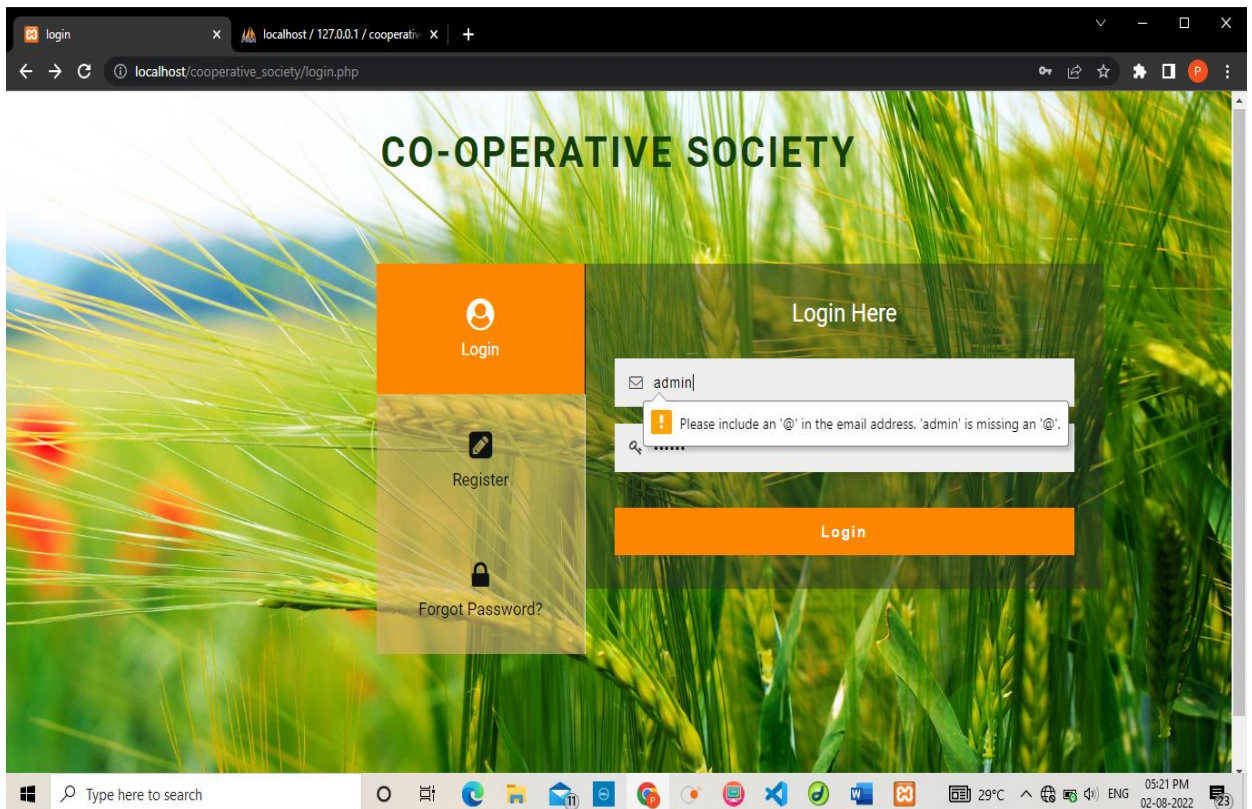 login
localhost / 127.0.0.1 / cooperativ
localhost/cooperative_society/login.php
P
CO-OPERATIVE SOCIETY
Login
Register
Forgot Password?
Login Here
admin
Please include an '@' in the email address. 'admin' is missing an '@'.
Login
Type here to search
11
29°C
ENG
05:21 PM
02-08-2022
23